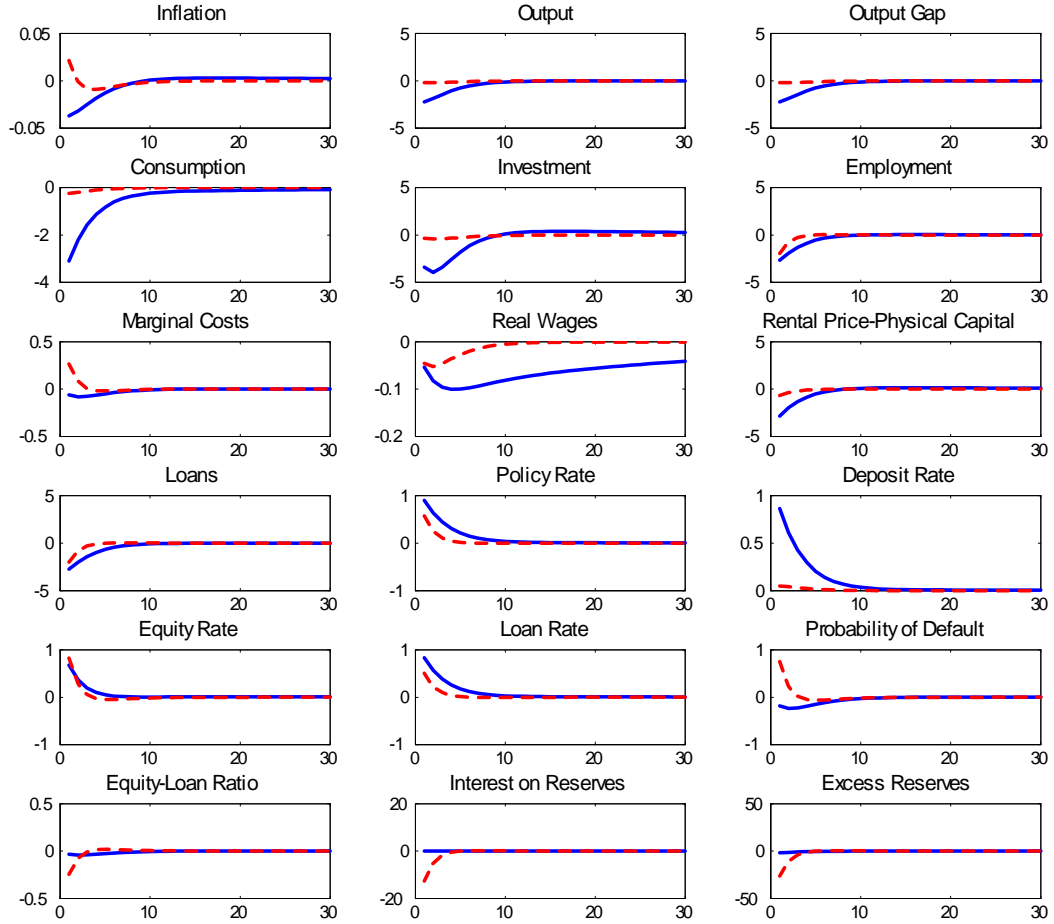 Inflation Output Output Gap
0.05 5 5
0 0 0
-0.05 -5 -5
0 10 20 30 0 10 20 30 0 10 20 30
Consumption Investment Employment
0 5 5
-2 0 0
-4 -5 -5
0 10 20 30 0 10 20 30 0 10 20 30
Marginal Costs Real Wages Rental Price-Physical Capital
0.5 0 5
0 -0.1 0
-0.5 -0.2 -5
0 10 20 30 0 10 20 30 0 10 20 30
Loans Policy Rate Deposit Rate
5 1 1
0 0 0.5
-5 -1 0
0 10 20 30 0 10 20 30 0 10 20 30
Equity Rate Loan Rate Probability of Default
1 1 1
0 0 0
-1 -1 -1
0 10 20 30 0 10 20 30 0 10 20 30
Equity-Loan Ratio Interest on Reserves Excess Reserves
0.5 20 50
0 0 0
-0.5 -20 -50
0 10 20 30 0 10 20 30 0 10 20 30